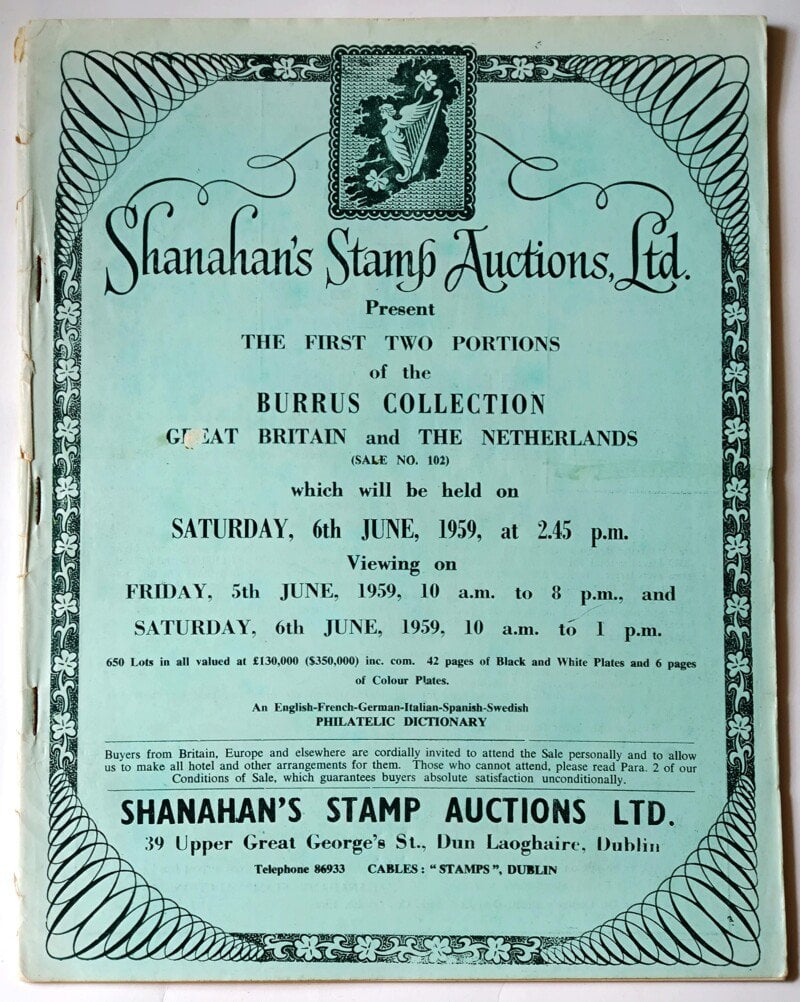 Shanahan's Stamp Auctions, Ltd.
Present
THE FIRST TWO PORTIONS
of the
BURRUS COLLECTION
GREAT BRITAIN and THE NETHERLANDS
(SALE NO. 102)
which will be held on
SATURDAY, 6th JUNE, 1959, at 2.45 p.m.
Viewing on
FRIDAY, 5th JUNE, 1959, 10 a.m. to 8 p.m., and
SATURDAY, 6th JUNE, 1959, 10 a.m. to 1 p.m.
650 Lots in all valued at £130,000 ($350,000) inc. com. 42 pages of Black and White Plates and 6 pages
of Colour Plates.
An English-French-German-Italian-Spanish-Swedish
PHILATELIC DICTIONARY
Buyers from Britain, Europe and elsewhere are cordially invited to attend the Sale personally and to allow
us to make all hotel and other arrangements for them. Those who cannot attend, please read Para. 2 of our
Conditions of Sale, which guarantees buyers absolute satisfaction unconditionally.
SHANAHAN'S STAMP AUCTIONS LTD.
39 Upper Great George's St., Dun Laoghaire, Dublin
Telephone 86933 CABLES: "STAMPS", DUBLIN